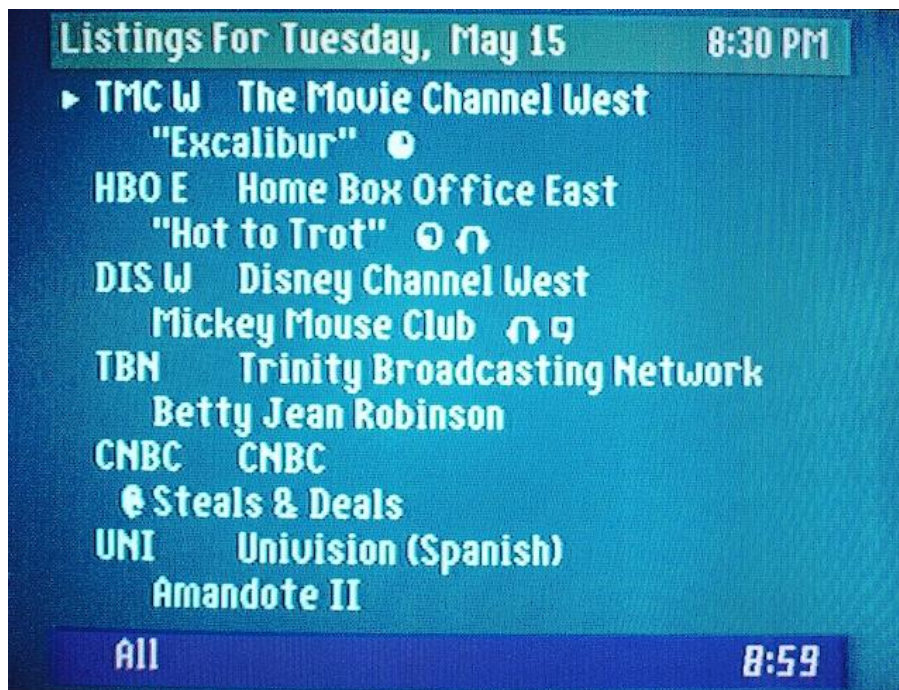 Listings For Tuesday, May 15 8:30 PM
TMC W The Movie Channel West
"Excalibur"
HBO E Home Box Office East
"Hot to Trot"
DIS W Disney Channel West
Mickey Mouse Club
TBN Trinity Broadcasting Network
Betty Jean Robinson
CNBC CNBC
Steals & Deals
UNI Univision (Spanish)
Amandote II
All 8:59